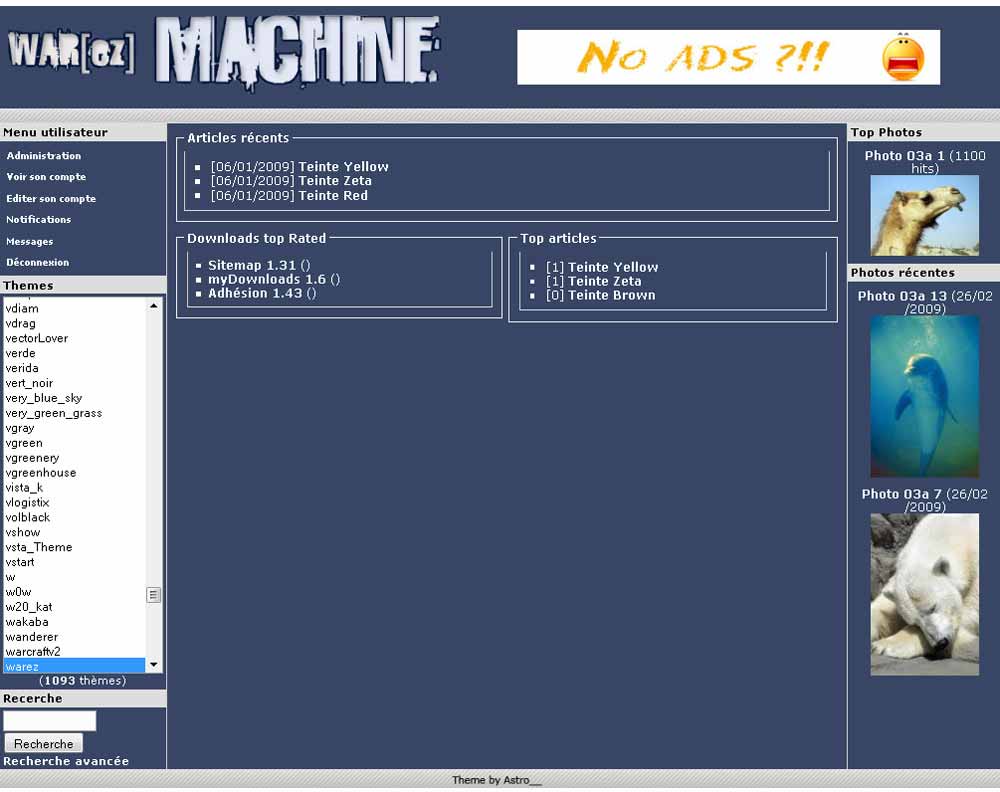 WAR[ez] MACHINE
NO ADS ?!!
Menu utilisateur
Administration
Voir son compte
Editer son compte
Notifications
Messages
Déconnexion
Themes
vdiam
vdrag
vectorLover
verde
verida
vert_noir
very_blue_sky
very_green_grass
vgray
vgreen
vgreenery
vgreenhouse
vista_k
vlogistix
volblack
vshow
vsta_Theme
vstart
w
w0w
w20_kat
wakaba
wanderer
warcraftv2
warez
(1093 thèmes)
Recerche
Recherche
Recherche avancée
Articles récents
[06/01/2009] Teinte Yellow
[06/01/2009] Teinte Zeta
[06/01/2009] Teinte Red
Downloads top Rated
Sitemap 1.31 ()
myDownloads 1.6 ()
Adhésion 1.43 ()
Top articles
[1] Teinte Yellow
[1] Teinte Zeta
[0] Teinte Brown
Top Photos
Photo 03a 1 (1100
hits)
Photos récentes
Photo 03a 13 (26/02
/2009)
Photo 03a 7 (26/02
/2009)
Theme by Astro__